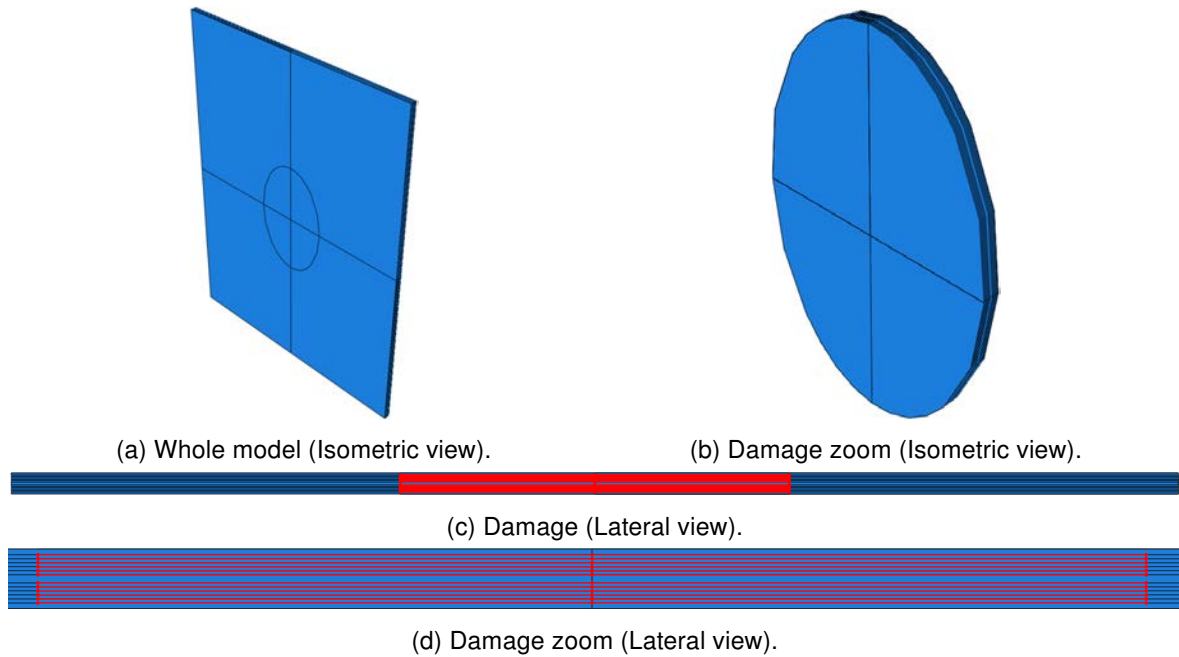 (a) Whole model (Isometric view).
(b) Damage zoom (Isometric view).
(c) Damage (Lateral view).
(d) Damage zoom (Lateral view).